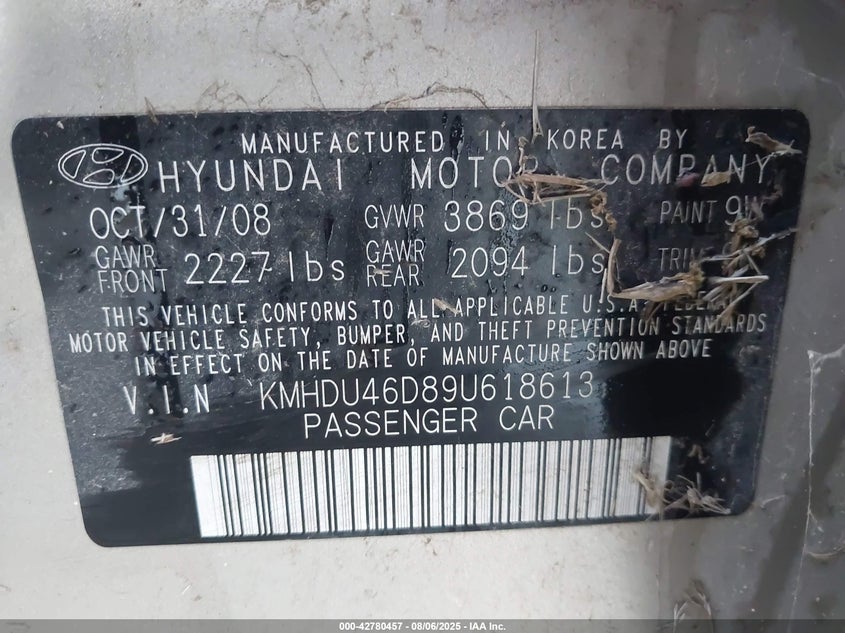 MANUFACTURED IN KOREA BY
HYUNDAI MOTOR COMPANY
OCT/31/08 GVWR 3869 lbs PAINT
GAWR FRONT 2227 lbs GAWR REAR 2094 lbs TRIM
THIS VEHICLE CONFORMS TO ALL APPLICABLE U.S.A. FEDERAL
MOTOR VEHICLE SAFETY, BUMPER, AND THEFT PREVENTION STANDARDS
IN EFFECT ON THE DATE OF MANUFACTURE SHOWN ABOVE
V.I.N KMHDU46D89U618613
PASSENGER CAR
000-42780457 - 08/06/2025 - IAA Inc.